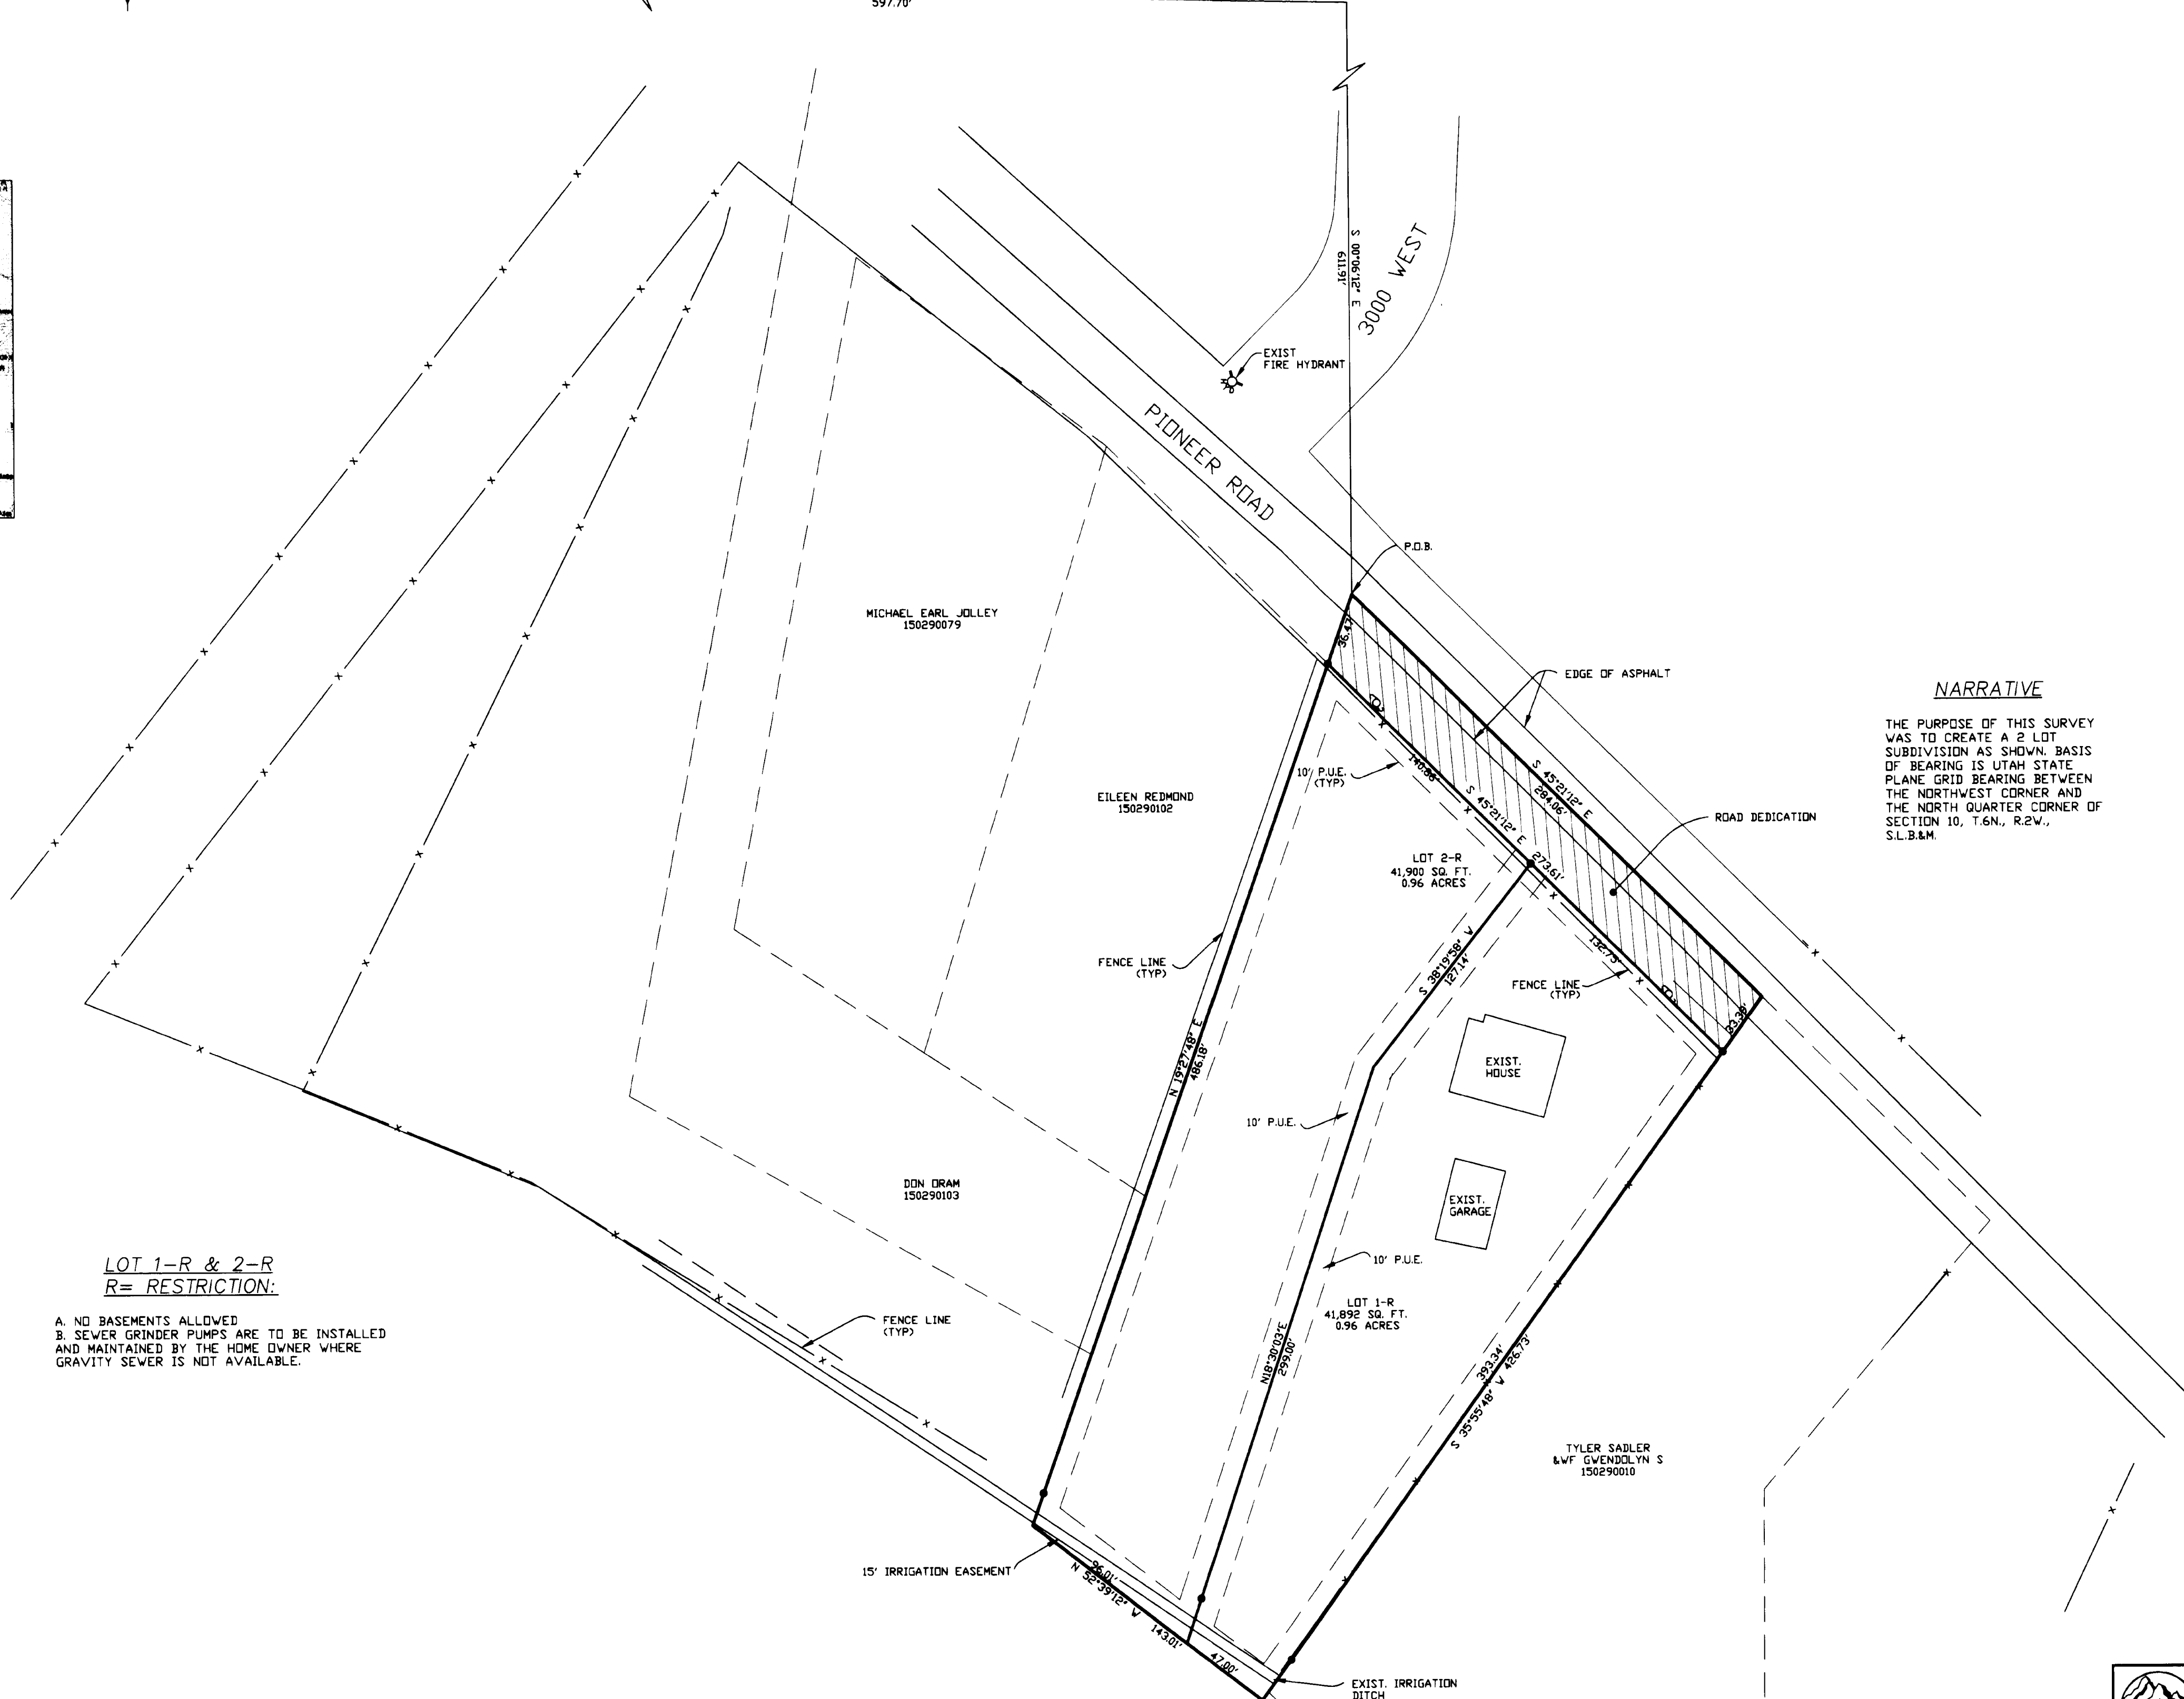 597.70'
S 00°06'12" E
611.91'
3000 WEST
EXIST
FIRE HYDRANT
PIONEER ROAD
P.O.B.
MICHAEL EARL JOLLEY
150290079
36.47'
EDGE OF ASPHALT
NARRATIVE
THE PURPOSE OF THIS SURVEY
WAS TO CREATE A 2 LOT
SUBDIVISION AS SHOWN. BASIS
OF BEARING IS UTAH STATE
PLANE GRID BEARING BETWEEN
THE NORTHWEST CORNER AND
THE NORTH QUARTER CORNER OF
SECTION 10, T.6N., R.2W.,
S.L.B.&M.
10' P.U.E.
(TYP)
140.86'
S 45°21'12" E
284.06'
S 45°21'12" E
273.61'
EILEEN REDMOND
150290102
ROAD DEDICATION
LOT 2-R
41,900 SQ. FT.
0.96 ACRES
132.75'
S 38°19'58" W
127.14'
FENCE LINE
(TYP)
FENCE LINE
(TYP)
33.39'
N 19°27'48" E
486.18'
EXIST.
HOUSE
10' P.U.E.
DON ORAM
150290103
EXIST.
GARAGE
10' P.U.E.
LOT 1-R & 2-R
R= RESTRICTION:
A. NO BASEMENTS ALLOWED
B. SEWER GRINDER PUMPS ARE TO BE INSTALLED
AND MAINTAINED BY THE HOME OWNER WHERE
GRAVITY SEWER IS NOT AVAILABLE.
FENCE LINE
(TYP)
LOT 1-R
41,892 SQ. FT.
0.96 ACRES
N18°30'03"E
299.00'
393.34'
S 35°55'48" W 426.73'
TYLER SADLER
&WF GWENDOLYN S
150290010
15' IRRIGATION EASEMENT
96.01'
N 52°39'12" W 143.01'
47.00'
EXIST. IRRIGATION
DITCH